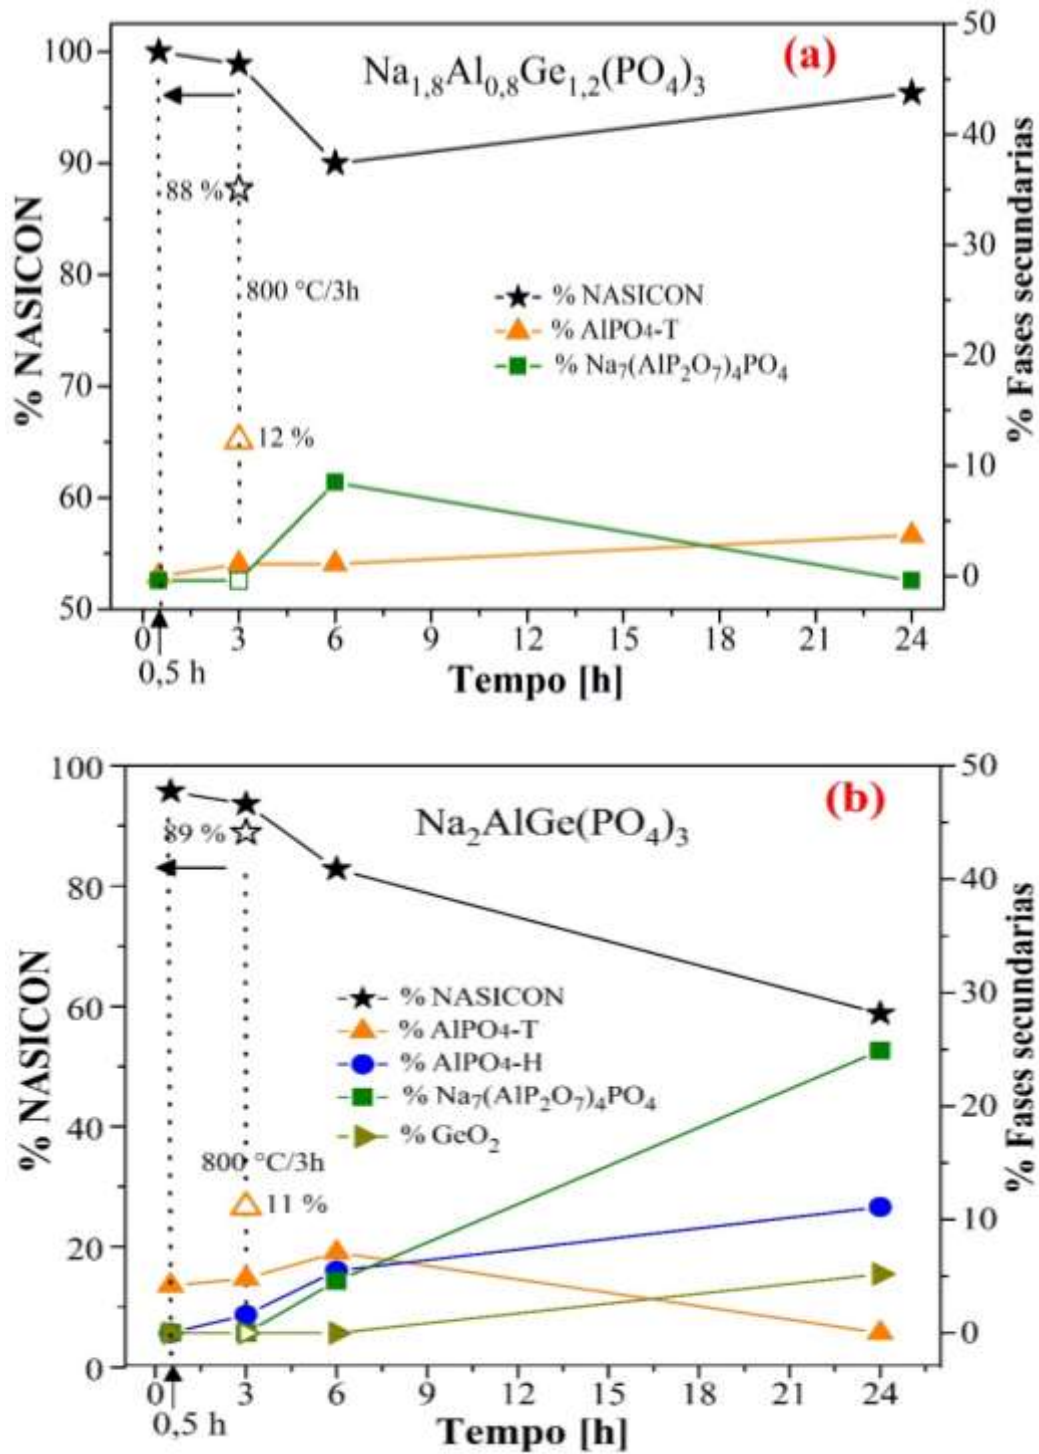 (a)
Na1,8Al0,8Ge1,2(PO4)3
% NASICON
100
90
80
70
60
50
% Fases secundarias
50
40
30
20
10
0
88 %
800 °C/3h
12 %
% NASICON
% AlPO4-T
% Na7(AlP2O7)4PO4
0 3 6 9 12 15 18 21 24
0,5 h
Tempo [h]
(b)
Na2AlGe(PO4)3
% NASICON
100
80
60
40
20
0
% Fases secundarias
50
40
30
20
10
0
89 %
% NASICON
% AlPO4-T
% AlPO4-H
% Na7(AlP2O7)4PO4
% GeO2
800 °C/3h
11 %
0 3 6 9 12 15 18 21 24
0,5 h
Tempo [h]